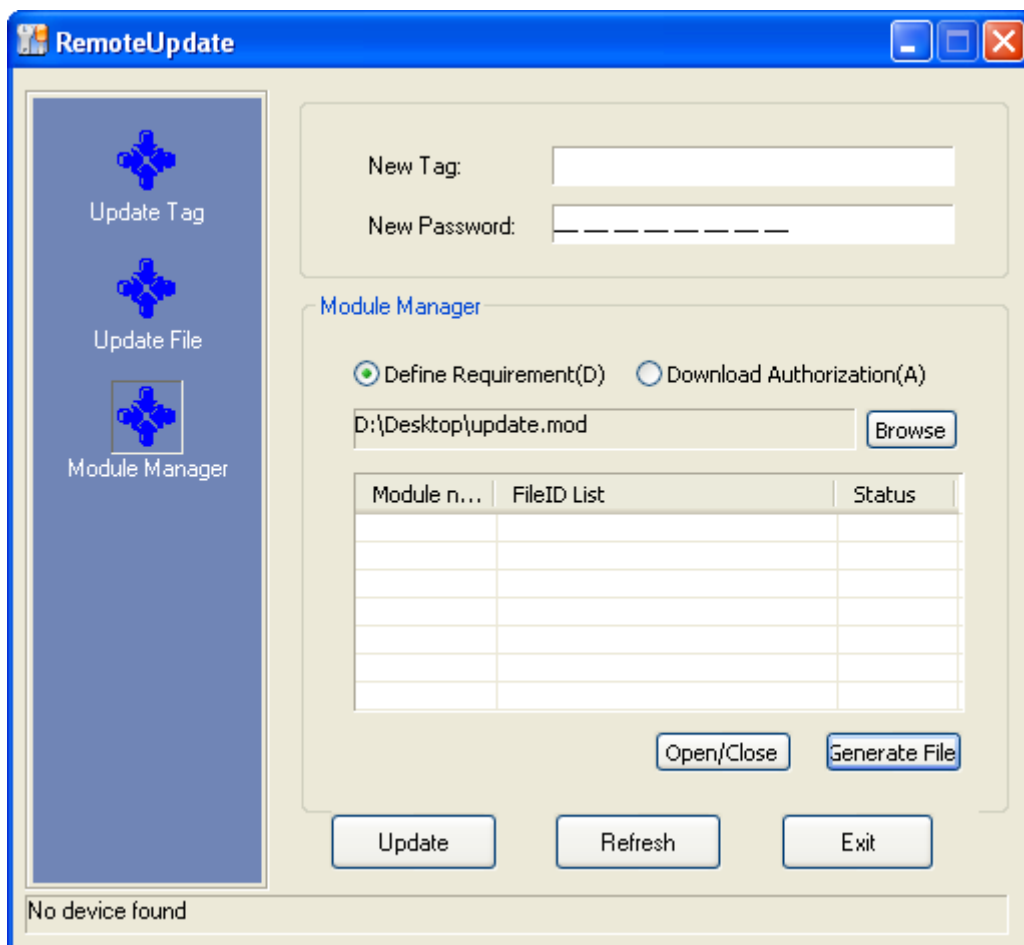 RemoteUpdate
Update Tag
Update File
Module Manager
New Tag:
New Password:
Module Manager
Define Requirement(D) Download Authorization(A)
D:\Desktop\update.mod Browse
Module n... FileID List Status
Open/Close Generate File
Update Refresh Exit
No device found